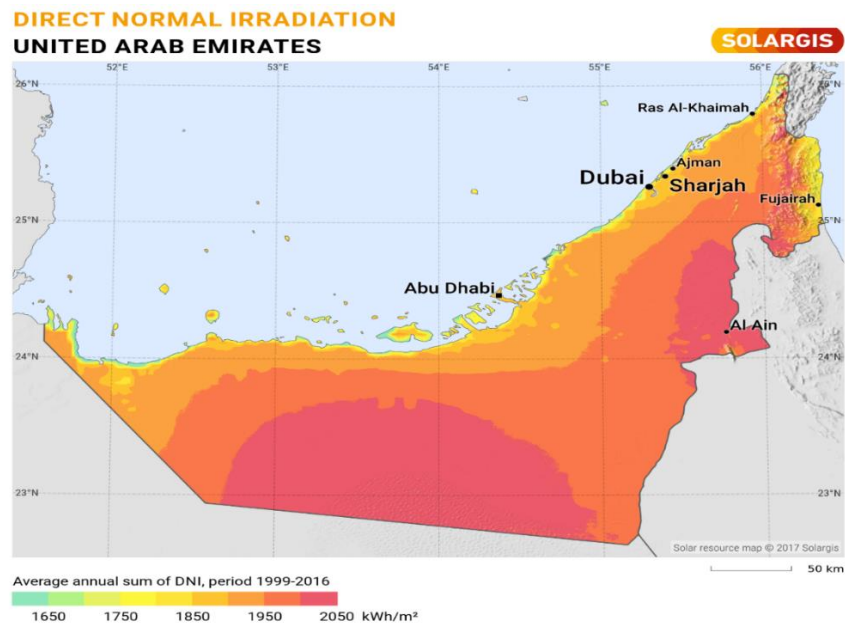 DIRECT NORMAL IRRADIATION
UNITED ARAB EMIRATES
SOLARGIS
52°E 53°E 54°E 55°E 56°E
26°N
Ras Al-Khaimah
Ajman
Dubai
Sharjah
Fujairah
25°N 25°N
Abu Dhabi
Al Ain
24°N 24°N
23°N 23°N
Solar resource map © 2017 Solargis
50 km
Average annual sum of DNI, period 1999-2016
1650 1750 1850 1950 2050 kWh/m²